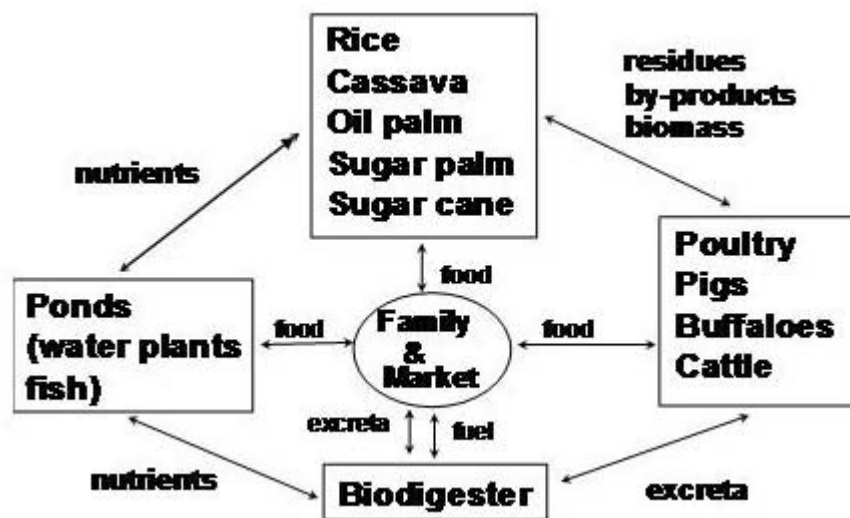 Rice
Cassava
Oil palm
Sugar palm
Sugar cane
residues
by-products
biomass
nutrients
food
Ponds
(water plants
fish)
food
Family
&
Market
food
Poultry
Pigs
Buffaloes
Cattle
excreta
fuel
nutrients
Biodigester
excreta